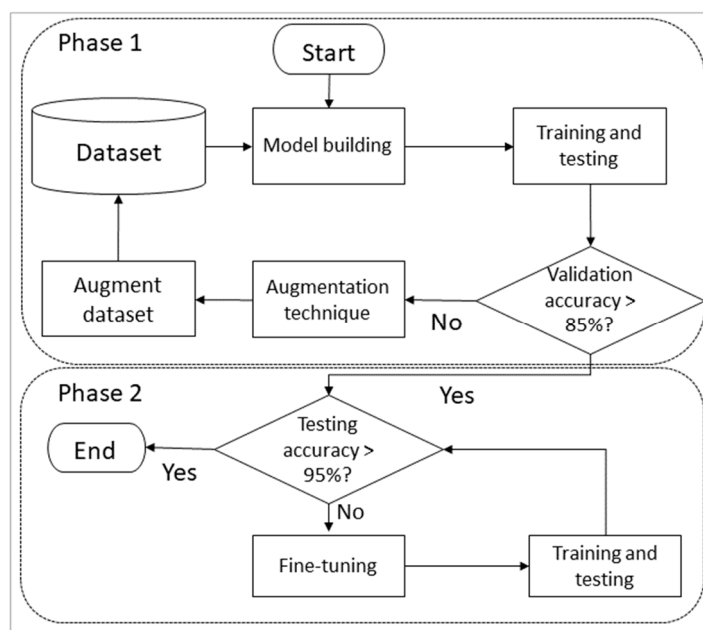 Phase 1
Start
Dataset
Model building
Training and
testing
Validation
accuracy >
85%?
No
Augmentation
technique
Augment
dataset
Yes
Phase 2
Testing
accuracy >
95%?
Yes
End
No
Fine-tuning
Training and
testing